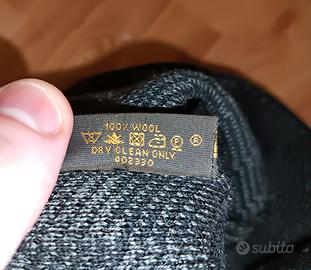 100% WOOL
P R
DRY CLEAN ONLY
402330
subito